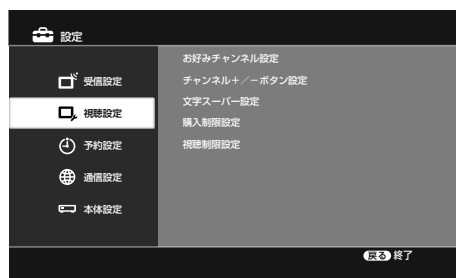 設定
受信設定
視聴設定
予約設定
通信設定
本体設定
お好みチャンネル設定
チャンネル＋／－ボタン設定
文字スーパー設定
購入制限設定
視聴制限設定
戻る 終了